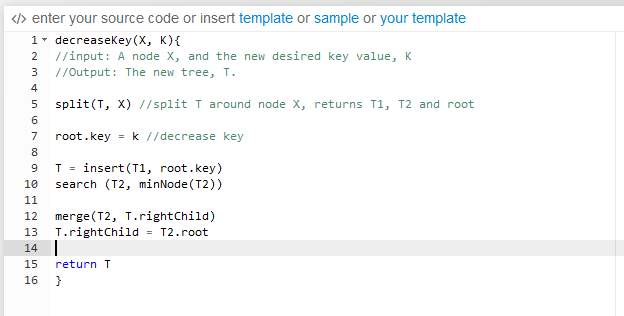 </> enter your source code or insert template or sample or your template
1 decreaseKey(X, K){
2 //input: A node X, and the new desired key value, K
3 //Output: The new tree, T.
4
5 split(T, X) //split T around node X, returns T1, T2 and root
6
7 root.key = k //decrease key
8
9 T = insert(T1, root.key)
10 search (T2, minNode(T2))
11
12 merge(T2, T.rightChild)
13 T.rightChild = T2.root
14
15 return T
16 }